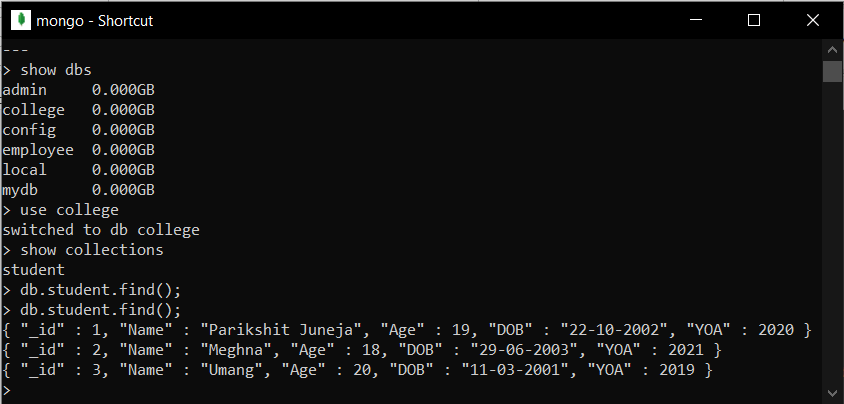 mongo - Shortcut
---
> show dbs
admin     0.000GB
college   0.000GB
config    0.000GB
employee  0.000GB
local     0.000GB
mydb      0.000GB
> use college
switched to db college
> show collections
student
> db.student.find();
> db.student.find();
{ "_id" : 1, "Name" : "Parikshit Juneja", "Age" : 19, "DOB" : "22-10-2002", "YOA" : 2020 }
{ "_id" : 2, "Name" : "Meghna", "Age" : 18, "DOB" : "29-06-2003", "YOA" : 2021 }
{ "_id" : 3, "Name" : "Umang", "Age" : 20, "DOB" : "11-03-2001", "YOA" : 2019 }
>